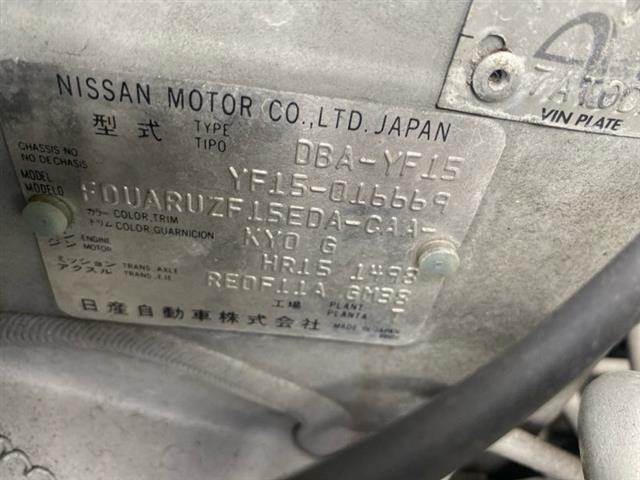 NISSAN MOTOR CO.,LTD. JAPAN
型式 TYPE TIPO DBA-YF15
CHASSIS NO NO DECHASIS YF15-016669
MODEL MODELO FDUARUZF15EDA-CAA-
カラー COLOR,TRIM トリム COLOR,GUARNICION KY0 G
エンジン ENGINE MOTOR HR15 1498
ミッション TRANS. AXLE アクスル TRANS. EJE RE0F11A GM38
工場 PLANT PLANTA -
日産自動車株式会社 MADE IN JAPAN
VIN PLATE